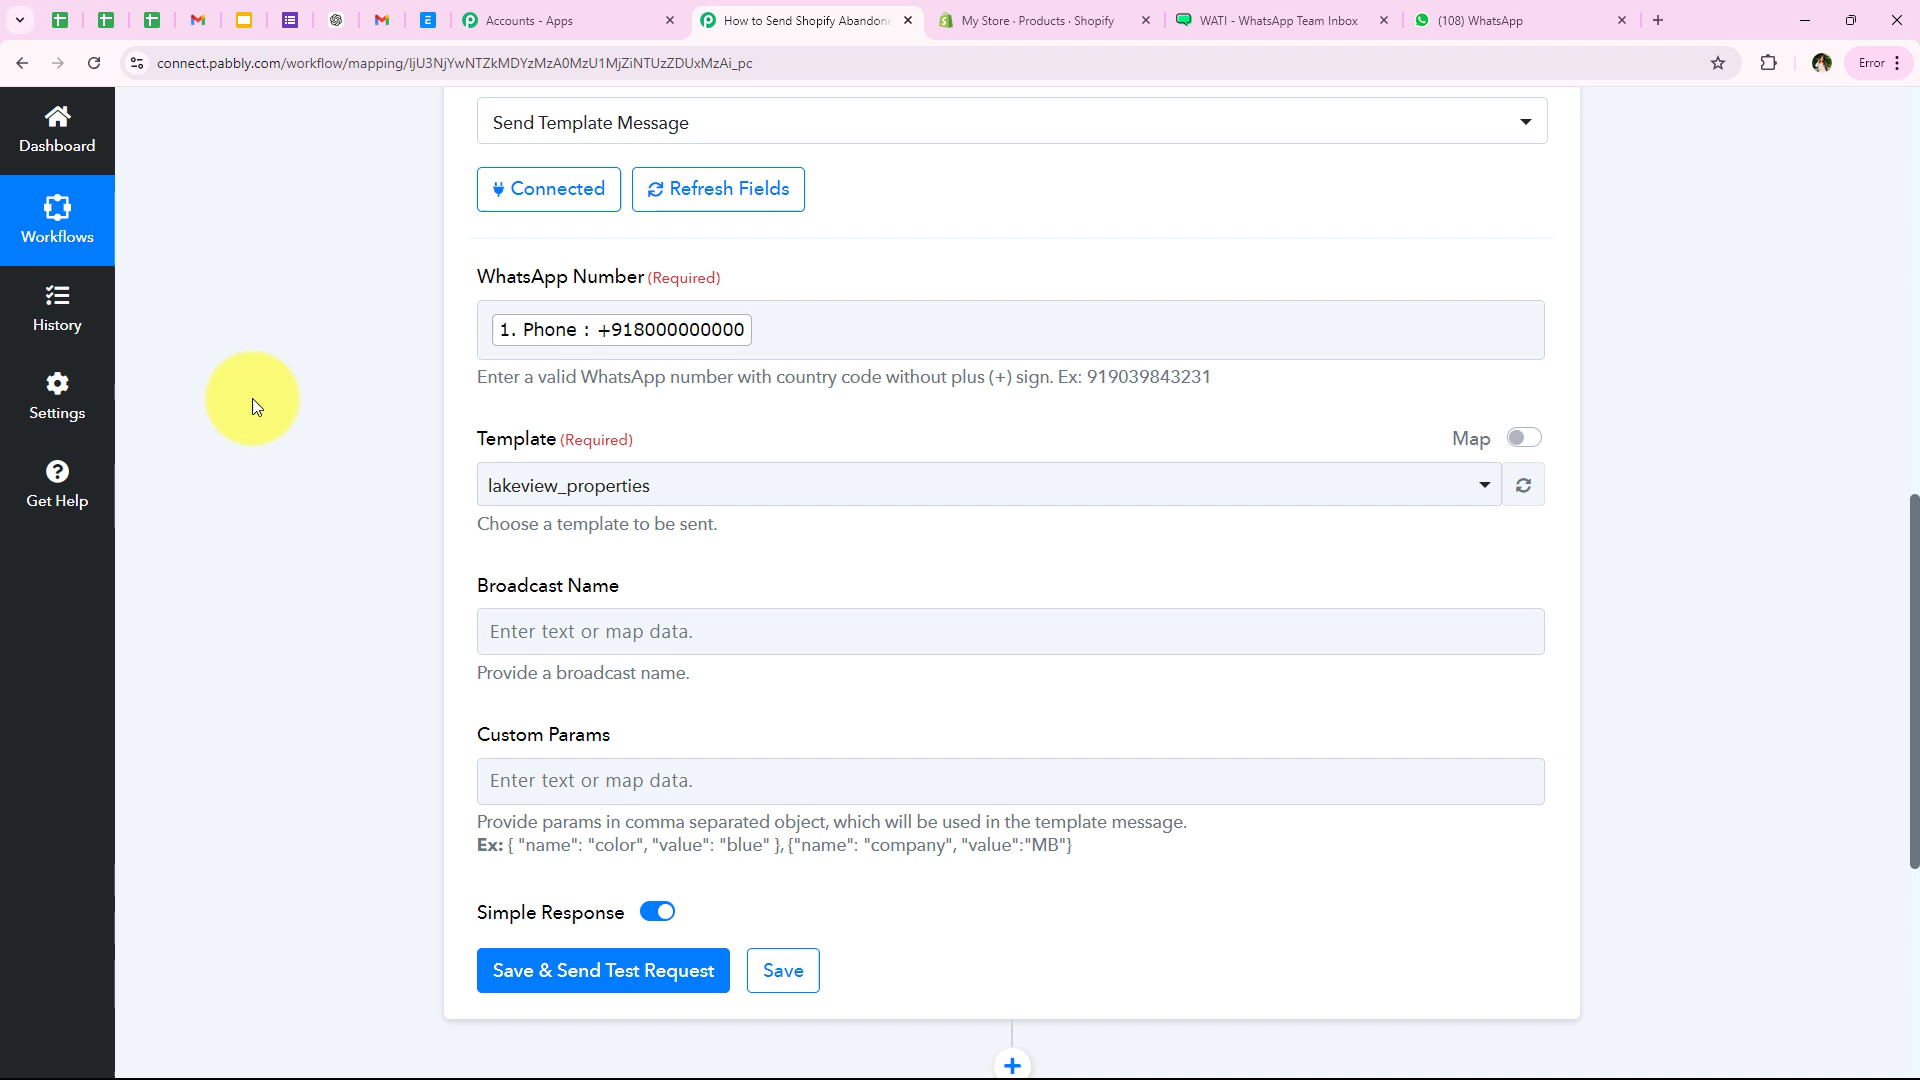 Accounts - Apps
How to Send Shopify Abandon
My Store · Products · Shopify
WATI - WhatsApp Team Inbox
(108) WhatsApp
connect.pabbly.com/workflow/mapping/IjU3NjYwNTZkMDYzMzA0MzU1MjZiNTUzZDUxMzAi_pc
Error
Dashboard
Workflows
History
Settings
Get Help
Send Template Message
Connected
Refresh Fields
WhatsApp Number (Required)
1. Phone : +918000000000
Enter a valid WhatsApp number with country code without plus (+) sign. Ex: 919039843231
Template (Required)
Map
lakeview_properties
Choose a template to be sent.
Broadcast Name
Enter text or map data.
Provide a broadcast name.
Custom Params
Enter text or map data.
Provide params in comma separated object, which will be used in the template message.
Ex: { "name": "color", "value": "blue" }, {"name": "company", "value":"MB"}
Simple Response
Save & Send Test Request
Save